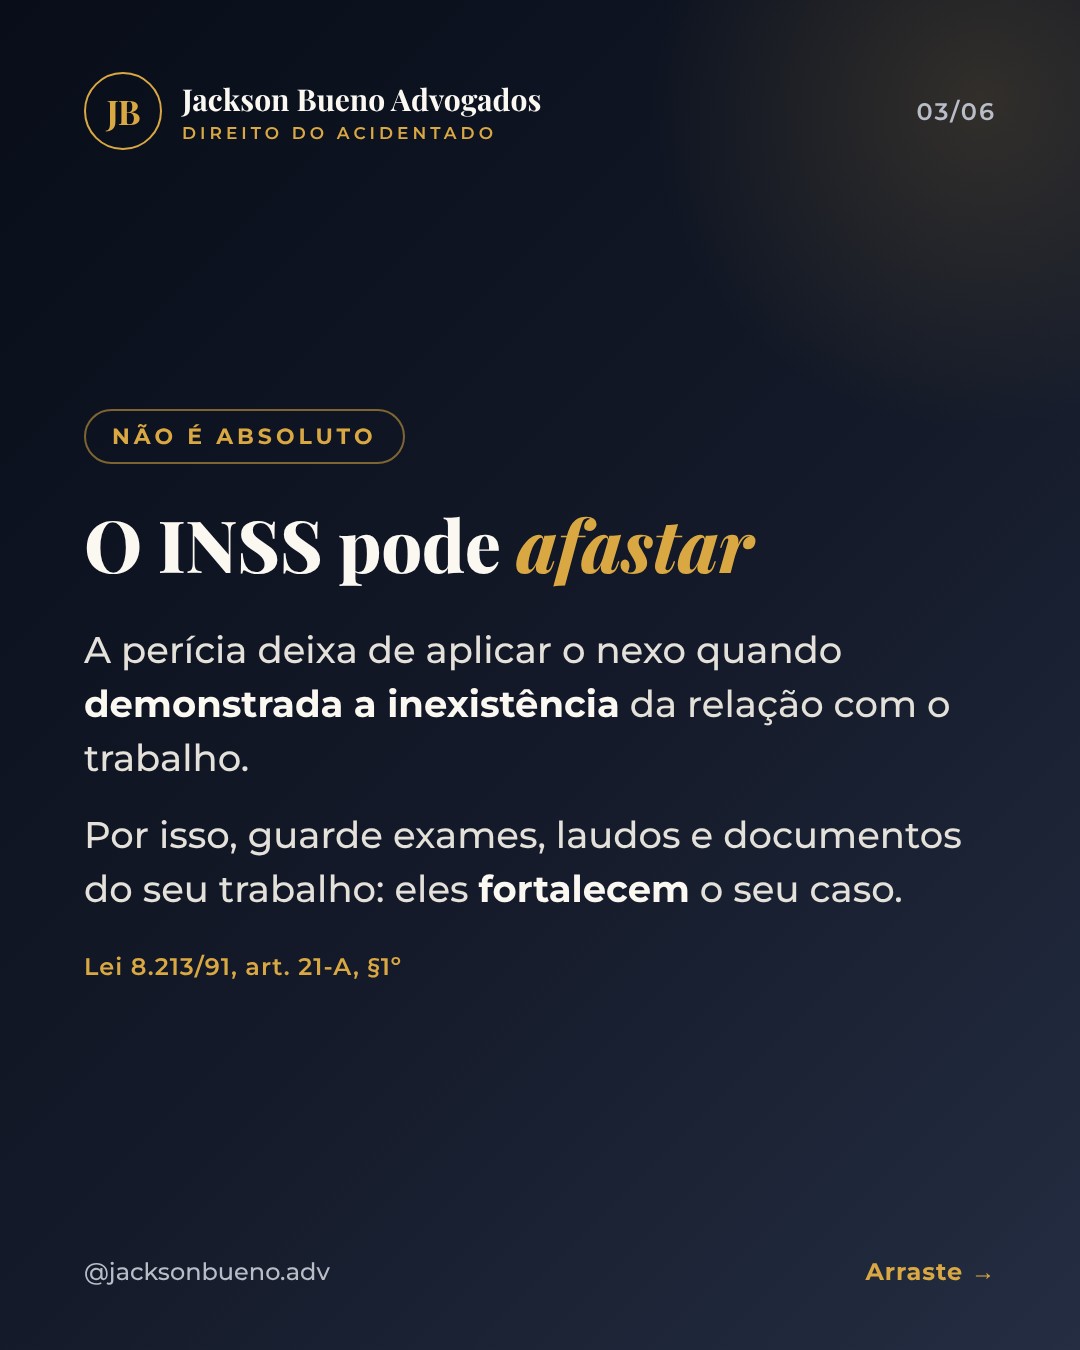 JB
Jackson Bueno Advogados
DIREITO DO ACIDENTADO
03/06
NÃO É ABSOLUTO
O INSS pode afastar
A perícia deixa de aplicar o nexo quando
demonstrada a inexistência da relação com o
trabalho.
Por isso, guarde exames, laudos e documentos
do seu trabalho: eles fortalecem o seu caso.
Lei 8.213/91, art. 21-A, §1º
@jacksonbueno.adv
Arraste →